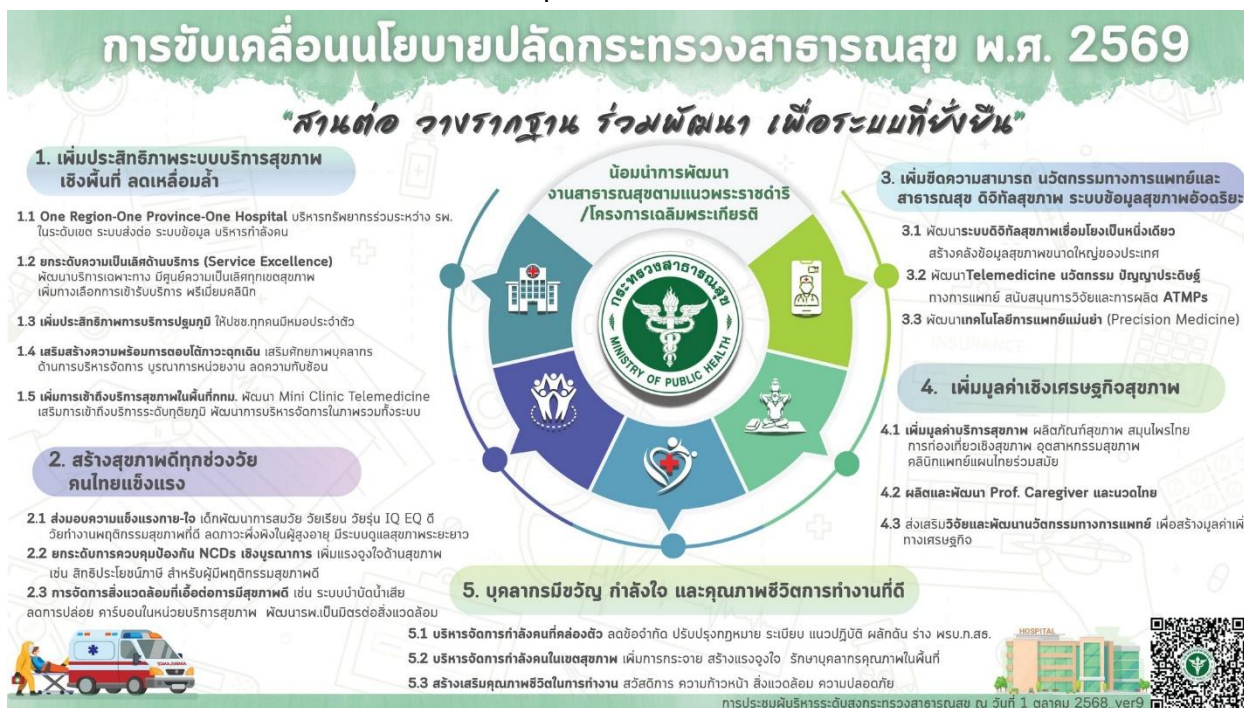 การขับเคลื่อนนโยบายปลัดกระทรวงสาธารณสุข พ.ศ. 2569
"สานต่อ วางรากฐาน ร่วมพัฒนา เพื่อระบบที่ยั่งยืน"
1. เพิ่มประสิทธิภาพระบบบริการสุขภาพ
เชิงพื้นที่ ลดเหลื่อมล้ำ
1.1 One Region-One Province-One Hospital บริหารทรัพยากรร่วมระหว่าง รพ.
ในระดับเขต ระบบส่งต่อ ระบบข้อมูล บริหารกำลังคน
1.2 ยกระดับความเป็นเลิศด้านบริการ (Service Excellence)
พัฒนาบริการเฉพาะทาง มีศูนย์ความเป็นเลิศทุกเขตสุขภาพ
เพิ่มทางเลือกการเข้ารับบริการ พรีเมียมคลินิก
1.3 เพิ่มประสิทธิภาพการบริการปฐมภูมิ ให้ปชช.ทุกคนมีหมอประจำตัว
1.4 เสริมสร้างความพร้อมการตอบโต้ภาวะฉุกเฉิน เสริมศักยภาพบุคลากร
ด้านการบริหารจัดการ บูรณาการหน่วยงาน ลดความทับซ้อน
1.5 เพิ่มการเข้าถึงบริการสุขภาพในพื้นที่กทม. พัฒนา Mini Clinic Telemedicine
เสริมการเข้าถึงบริการระดับทุติยภูมิ พัฒนาการบริหารจัดการในภาพรวมทั้งระบบ
2. สร้างสุขภาพดีทุกช่วงวัย
คนไทยแข็งแรง
2.1 ส่งมอบความแข็งแรงกาย-ใจ เด็กพัฒนาการสมวัย วัยเรียน วัยรุ่น IQ EQ ดี
วัยทำงานพฤติกรรมสุขภาพที่ดี ลดภาวะพึ่งพิงในผู้สูงอายุ มีระบบดูแลสุขภาพระยะยาว
2.2 ยกระดับการควบคุมป้องกัน NCDs เชิงบูรณาการ เพิ่มแรงจูงใจด้านสุขภาพ
เช่น สิทธิประโยชน์ภาษี สำหรับผู้มีพฤติกรรมสุขภาพดี
2.3 การจัดการสิ่งแวดล้อมที่เอื้อต่อการมีสุขภาพดี เช่น ระบบบำบัดน้ำเสีย
ลดการปล่อย คาร์บอนในหน่วยบริการสุขภาพ พัฒนารพ.เป็นมิตรต่อสิ่งแวดล้อม
น้อมนำการพัฒนา
งานสาธารณสุขตามแนวพระราชดำริ
/โครงการเฉลิมพระเกียรติ
กระทรวงสาธารณสุข
MINISTRY OF PUBLIC HEALTH
3. เพิ่มขีดความสามารถ นวัตกรรมทางการแพทย์และ
สาธารณสุข ดิจิทัลสุขภาพ ระบบข้อมูลสุขภาพอัจฉริยะ
3.1 พัฒนาระบบดิจิทัลสุขภาพเชื่อมโยงเป็นหนึ่งเดียว
สร้างคลังข้อมูลสุขภาพขนาดใหญ่ของประเทศ
3.2 พัฒนาTelemedicine นวัตกรรม ปัญญาประดิษฐ์
ทางการแพทย์ สนับสนุนการวิจัยและการผลิต ATMPs
3.3 พัฒนาเทคโนโลยีการแพทย์แม่นยำ (Precision Medicine)
4. เพิ่มมูลค่าเชิงเศรษฐกิจสุขภาพ
4.1 เพิ่มมูลค่าบริการสุขภาพ ผลิตภัณฑ์สุขภาพ สมุนไพรไทย
การท่องเที่ยวเชิงสุขภาพ อุตสาหกรรมสุขภาพ
คลินิกแพทย์แผนไทยร่วมสมัย
4.2 ผลิตและพัฒนา Prof. Caregiver และนวดไทย
4.3 ส่งเสริมวิจัยและพัฒนานวัตกรรมทางการแพทย์ เพื่อสร้างมูลค่าเพิ่
ทางเศรษฐกิจ
5. บุคลากรมีขวัญ กำลังใจ และคุณภาพชีวิตการทำงานที่ดี
5.1 บริหารจัดการกำลังคนที่คล่องตัว ลดข้อจำกัด ปรับปรุงกฎหมาย ระเบียบ แนวปฏิบัติ ผลักดัน ร่าง พรบ.ก.สธ.
5.2 บริหารจัดการกำลังคนในเขตสุขภาพ เพิ่มการกระจาย สร้างแรงจูงใจ รักษาบุคลากรคุณภาพในพื้นที่
5.3 สร้างเสริมคุณภาพชีวิตในการทำงาน สวัสดิการ ความก้าวหน้า สิ่งแวดล้อม ความปลอดภัย
HOSPITAL
การประชุมผู้บริหารระดับสูงกระทรวงสาธารณสุข ณ วันที่ 1 ตุลาคม 2568_ver9